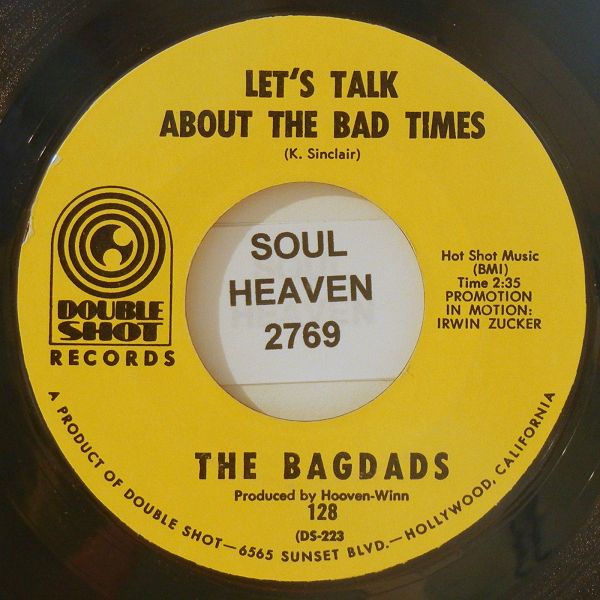 LET'S TALK
ABOUT THE BAD TIMES
(K. Sinclair)
DOUBLE
SHOT
RECORDS
SOUL
HEAVEN
2769
Hot Shot Music
(BMI)
Time 2:35
PROMOTION
IN MOTION:
IRWIN ZUCKER
THE BAGDADS
Produced by Hooven-Winn
128
(DS-223
A PRODUCT OF DOUBLE SHOT—6565 SUNSET BLVD.—HOLLYWOOD, CALIFORNIA